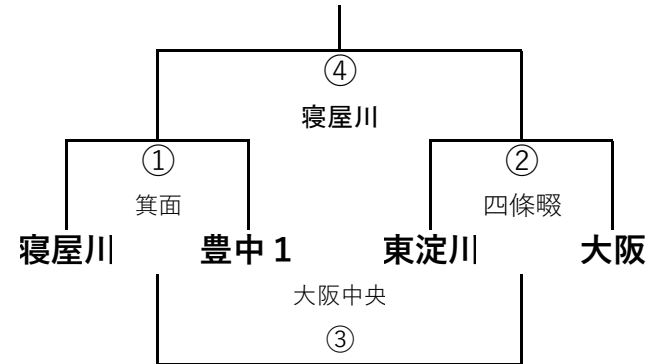 ④
寝屋川
① ②
箕面 四條畷
寝屋川 豊中1 東淀川 大阪
大阪中央
③